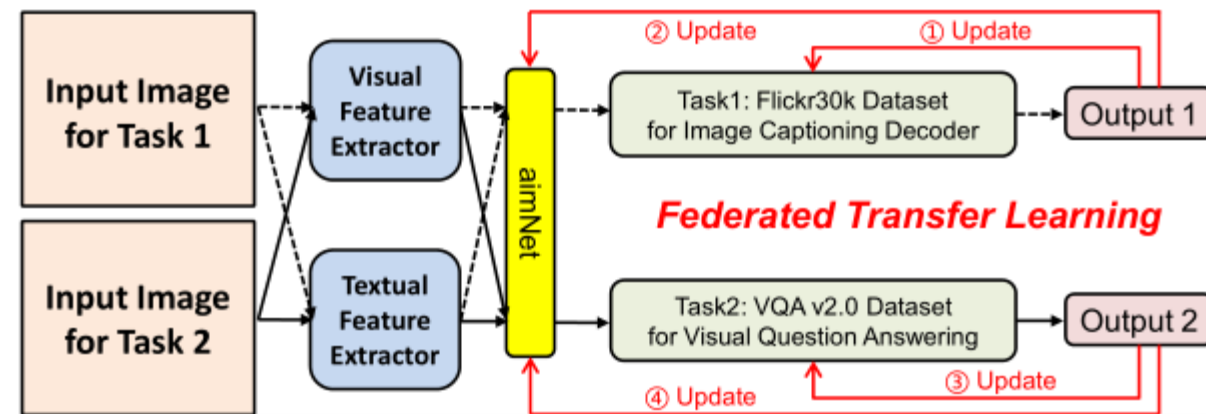 ② Update
① Update
Input Image
for Task 1
Visual
Feature
Extractor
aimNet
Task1: Flickr30k Dataset
for Image Captioning Decoder
Output 1
Federated Transfer Learning
Input Image
for Task 2
Textual
Feature
Extractor
Task2: VQA v2.0 Dataset
for Visual Question Answering
Output 2
③ Update
④ Update